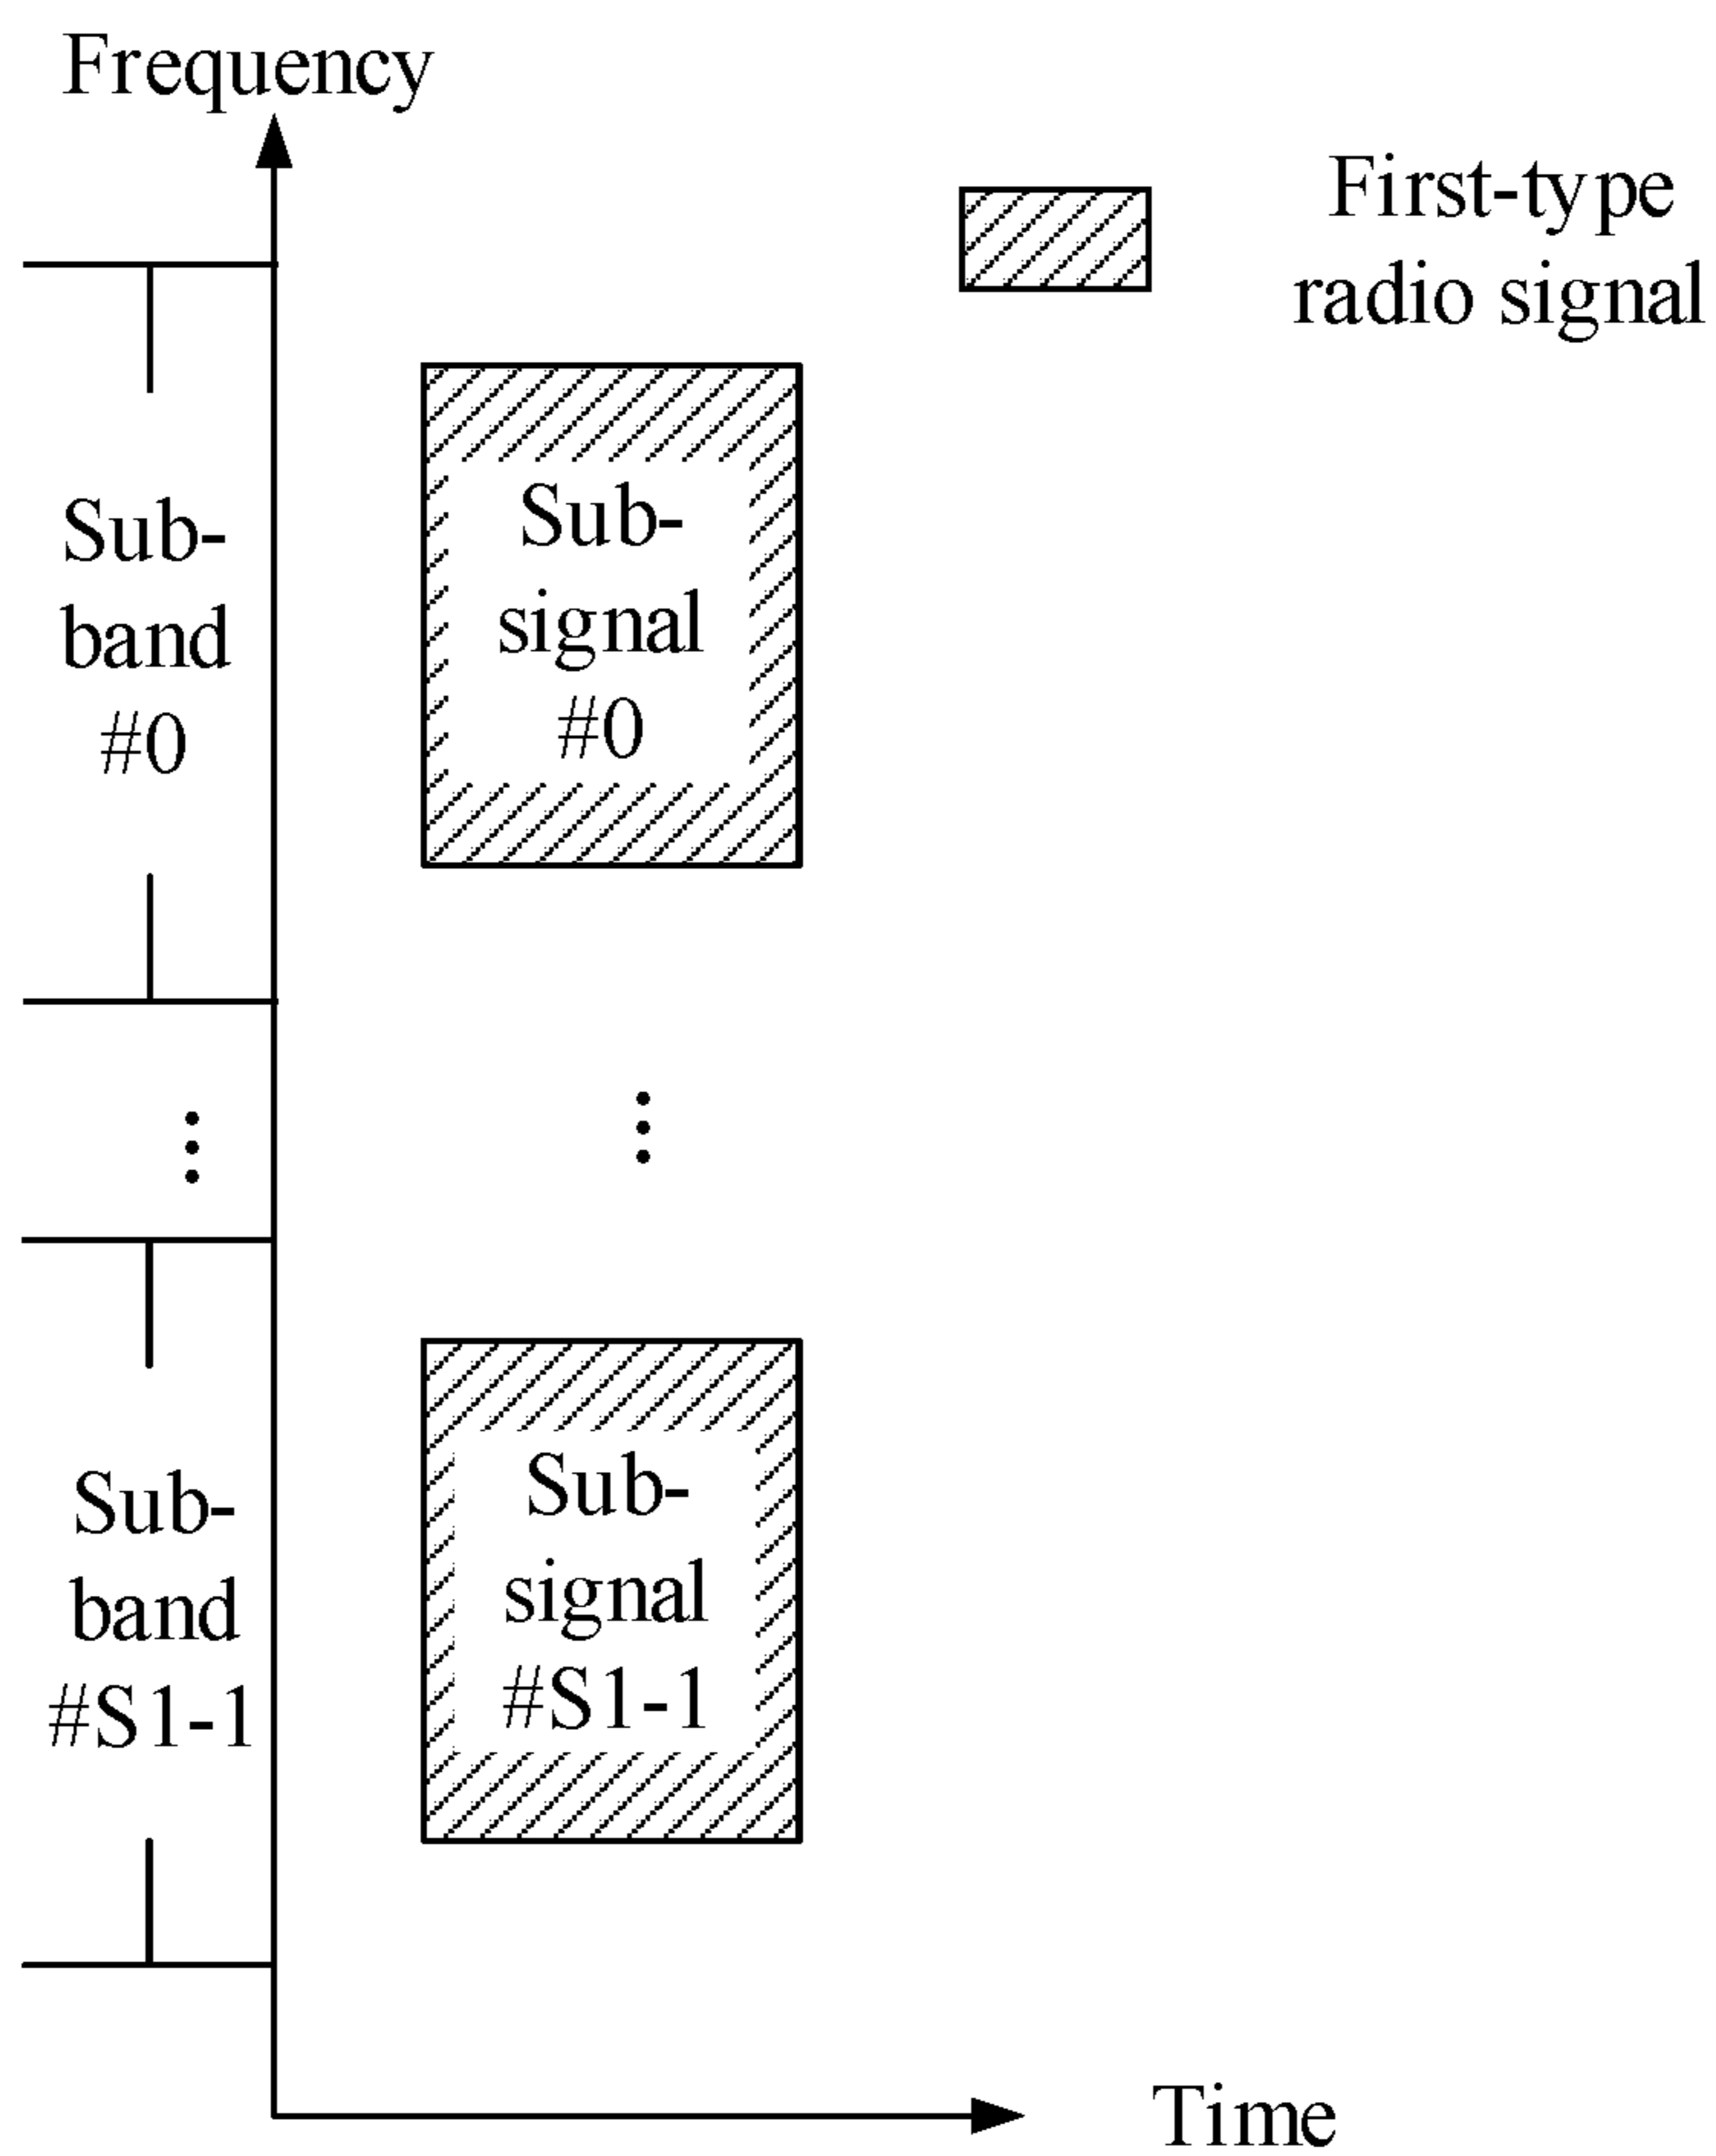 Frequency
First-type
radio signal
Sub-
band
#0
Sub-
signal
#0
Sub-
band
#S1-1
Sub-
signal
#S1-1
Time